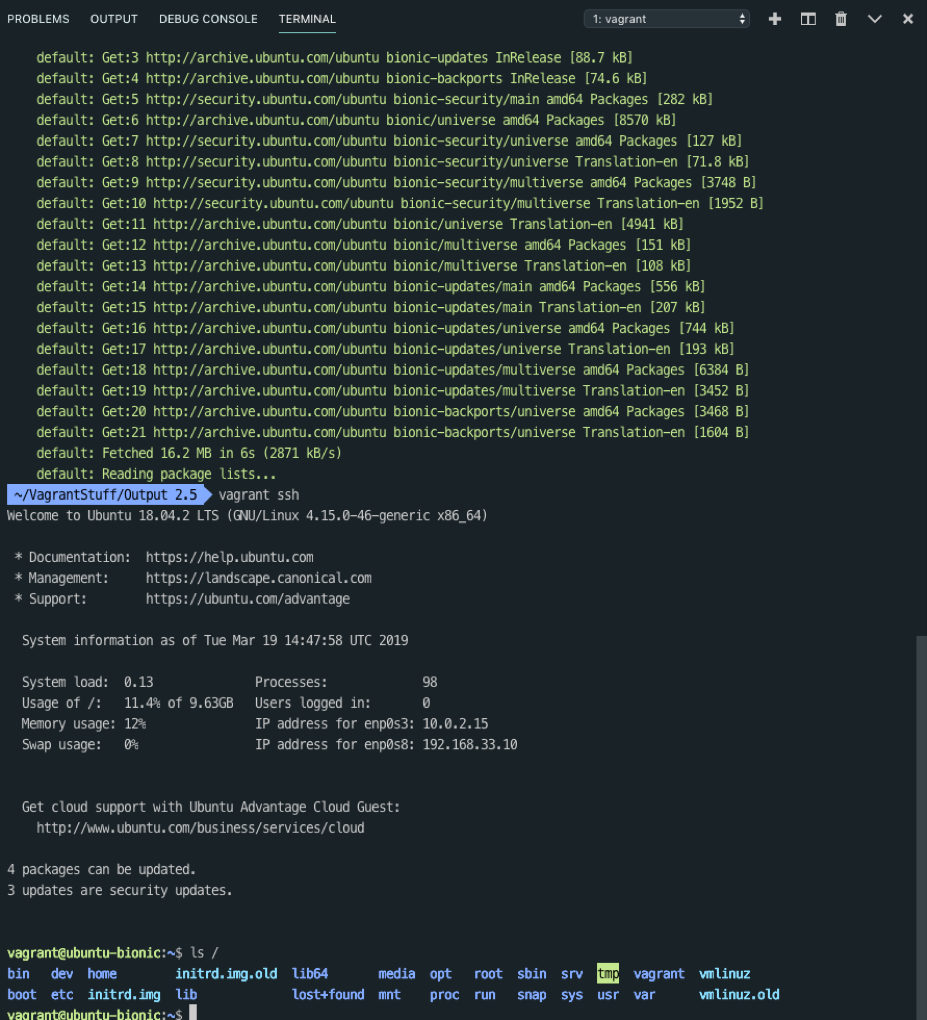 PROBLEMS OUTPUT DEBUG CONSOLE TERMINAL 1: vagrant
default: Get:3 http://archive.ubuntu.com/ubuntu bionic-updates InRelease [88.7 kB]
default: Get:4 http://archive.ubuntu.com/ubuntu bionic-backports InRelease [74.6 kB]
default: Get:5 http://security.ubuntu.com/ubuntu bionic-security/main amd64 Packages [282 kB]
default: Get:6 http://archive.ubuntu.com/ubuntu bionic/universe amd64 Packages [8570 kB]
default: Get:7 http://security.ubuntu.com/ubuntu bionic-security/universe amd64 Packages [127 kB]
default: Get:8 http://security.ubuntu.com/ubuntu bionic-security/universe Translation-en [71.8 kB]
default: Get:9 http://security.ubuntu.com/ubuntu bionic-security/multiverse amd64 Packages [3748 B]
default: Get:10 http://security.ubuntu.com/ubuntu bionic-security/multiverse Translation-en [1952 B]
default: Get:11 http://archive.ubuntu.com/ubuntu bionic/universe Translation-en [4941 kB]
default: Get:12 http://archive.ubuntu.com/ubuntu bionic/multiverse amd64 Packages [151 kB]
default: Get:13 http://archive.ubuntu.com/ubuntu bionic/multiverse Translation-en [108 kB]
default: Get:14 http://archive.ubuntu.com/ubuntu bionic-updates/main amd64 Packages [556 kB]
default: Get:15 http://archive.ubuntu.com/ubuntu bionic-updates/main Translation-en [207 kB]
default: Get:16 http://archive.ubuntu.com/ubuntu bionic-updates/universe amd64 Packages [744 kB]
default: Get:17 http://archive.ubuntu.com/ubuntu bionic-updates/universe Translation-en [193 kB]
default: Get:18 http://archive.ubuntu.com/ubuntu bionic-updates/multiverse amd64 Packages [6384 B]
default: Get:19 http://archive.ubuntu.com/ubuntu bionic-updates/multiverse Translation-en [3452 B]
default: Get:20 http://archive.ubuntu.com/ubuntu bionic-backports/universe amd64 Packages [3468 B]
default: Get:21 http://archive.ubuntu.com/ubuntu bionic-backports/universe Translation-en [1604 B]
default: Fetched 16.2 MB in 6s (2871 kB/s)
default: Reading package lists...
~/VagrantStuff/Output 2.5 vagrant ssh
Welcome to Ubuntu 18.04.2 LTS (GNU/Linux 4.15.0-46-generic x86_64)
* Documentation: https://help.ubuntu.com
* Management: https://landscape.canonical.com
* Support: https://ubuntu.com/advantage
System information as of Tue Mar 19 14:47:58 UTC 2019
System load: 0.13 Processes: 98
Usage of /: 11.4% of 9.63GB Users logged in: 0
Memory usage: 12% IP address for enp0s3: 10.0.2.15
Swap usage: 0% IP address for enp0s8: 192.168.33.10
Get cloud support with Ubuntu Advantage Cloud Guest:
http://www.ubuntu.com/business/services/cloud
4 packages can be updated.
3 updates are security updates.
vagrant@ubuntu-bionic:~$ ls /
bin dev home initrd.img.old lib64 media opt root sbin srv tmp vagrant vmlinuz
boot etc initrd.img lib lost+found mnt proc run snap sys usr var vmlinuz.old
vagrant@ubuntu-bionic:~$